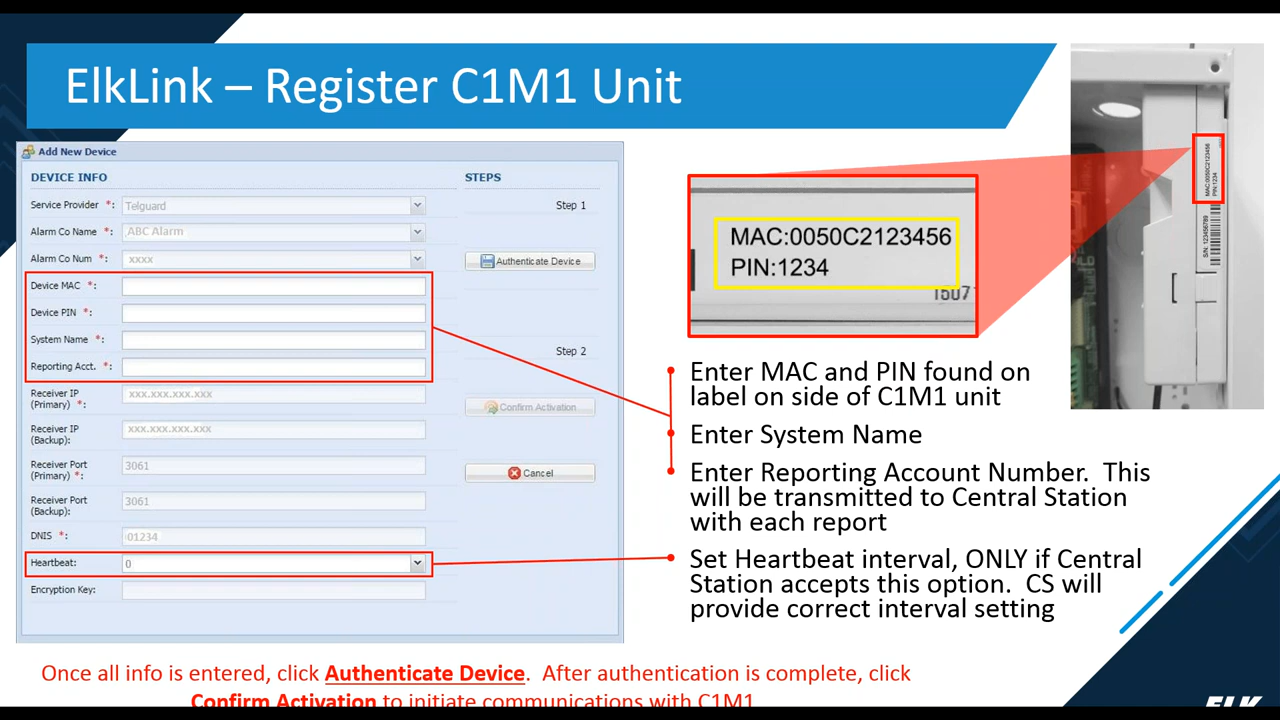 ElkLink – Register C1M1 Unit
Add New Device
DEVICE INFO
STEPS
Service Provider *:
Telguard
Step 1
Alarm Co Name *:
ABC Alarm
Alarm Co Num *:
xxxx
Authenticate Device
Device MAC *:
Device PIN *:
System Name *:
Step 2
Reporting Acct. *:
Receiver IP
(Primary) *:
xxx.xxx.xxx.xxx
Confirm Activation
Receiver IP
(Backup):
xxx.xxx.xxx.xxx
Receiver Port
(Primary) *:
3061
Cancel
Receiver Port
(Backup):
3061
DNIS *:
01234
Heartbeat:
0
Encryption Key:
MAC:0050C2123456
PIN:1234
1507
MAC:0050C2123456
PIN:1234
S/N: 123456789
Enter MAC and PIN found on
label on side of C1M1 unit
Enter System Name
Enter Reporting Account Number. This
will be transmitted to Central Station
with each report
Set Heartbeat interval, ONLY if Central
Station accepts this option. CS will
provide correct interval setting
Once all info is entered, click Authenticate Device. After authentication is complete, click
Confirm Activation to initiate communications with C1M1
ELK